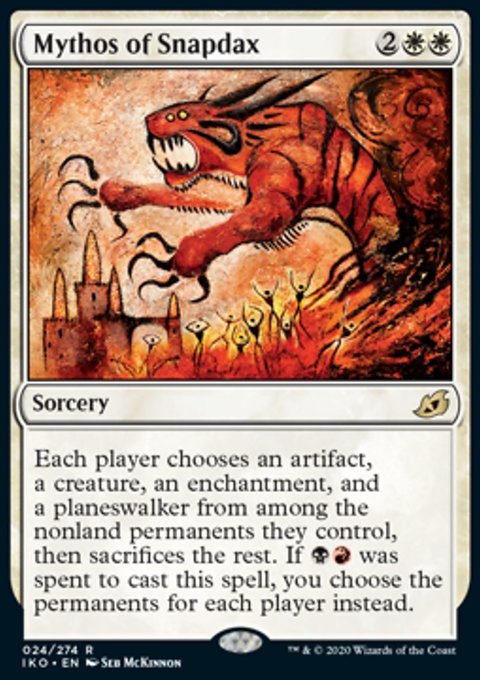 Mythos of Snapdax 2
Sorcery
Each player chooses an artifact,
a creature, an enchantment, and
a planeswalker from among the
nonland permanents they control,
then sacrifices the rest. If was
spent to cast this spell, you choose the
permanents for each player instead.
024/274 R
IKO • EN Seb McKinnon
™ & © 2020 Wizards of the Coast